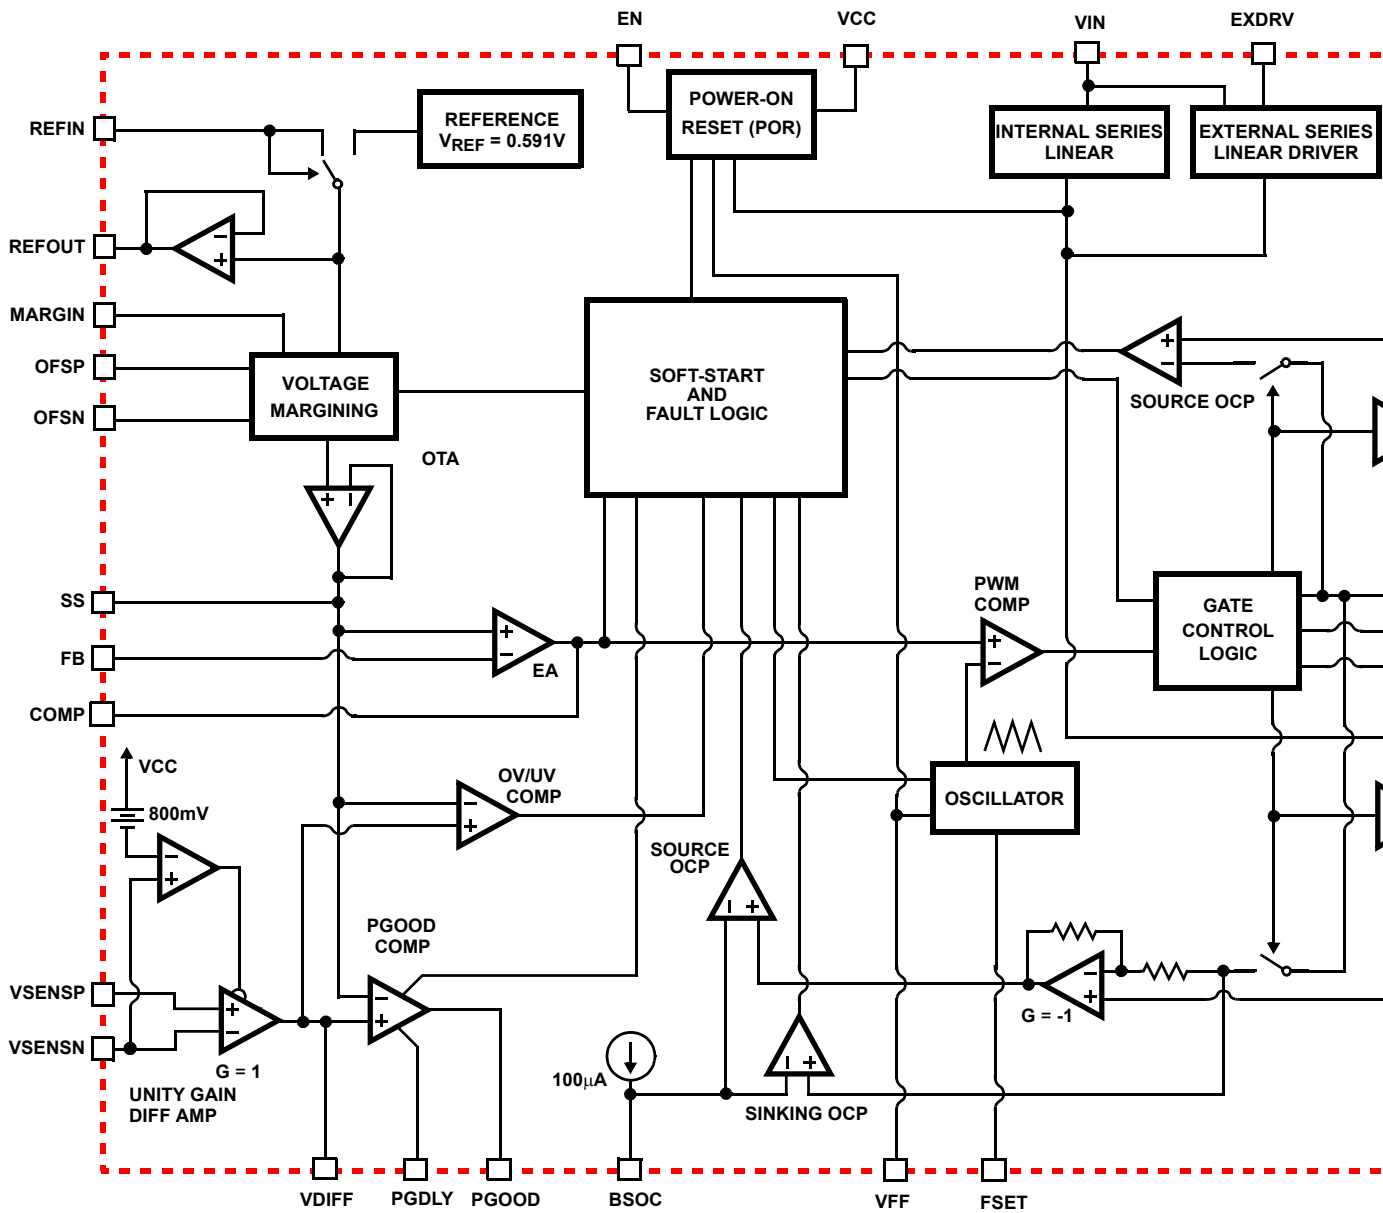 EN
VCC
VIN
EXDRV
REFIN
REFERENCE
VREF = 0.591V
POWER-ON
RESET (POR)
INTERNAL SERIES
LINEAR
EXTERNAL SERIES
LINEAR DRIVER
REFOUT
-
+
MARGIN
OFSP
OFSN
VOLTAGE
MARGINING
SOFT-START
AND
FAULT LOGIC
+
-
SOURCE OCP
OTA
+ -
SS
FB
COMP
+
-
EA
PWM
COMP
+
-
GATE
CONTROL
LOGIC
VCC
800mV
OV/UV
COMP
-
+
OSCILLATOR
-
+
SOURCE
OCP
- +
PGOOD
COMP
-
+
VSENSP
VSENSN
+
-
G = 1
UNITY GAIN
DIFF AMP
-
+
G = -1
100µA
- +
SINKING OCP
VDIFF
PGDLY
PGOOD
BSOC
VFF
FSET